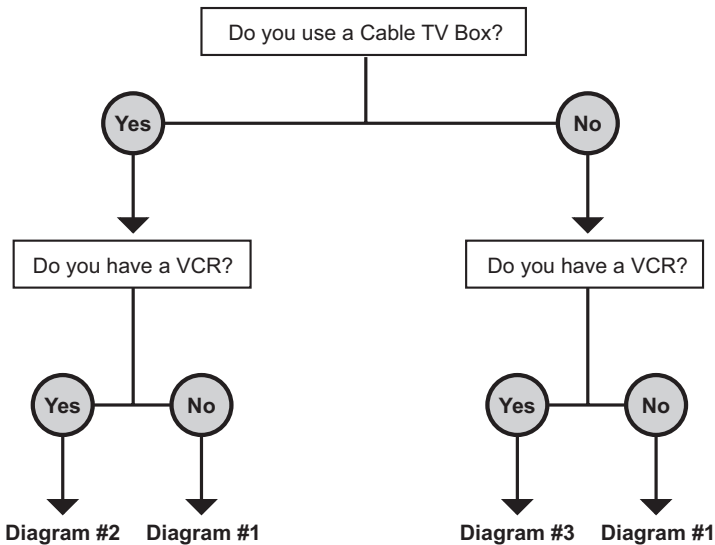 Do you use a Cable TV Box?
Yes
No
Do you have a VCR?
Do you have a VCR?
Yes
No
Yes
No
Diagram #2
Diagram #1
Diagram #3
Diagram #1